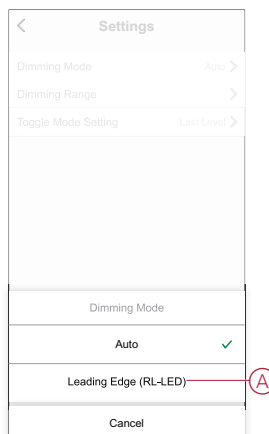 Settings
Dimming Mode Auto
Dimming Range
Toggle Mode Setting Last Level
Dimming Mode
Auto
Leading Edge (RL-LED) A
Cancel